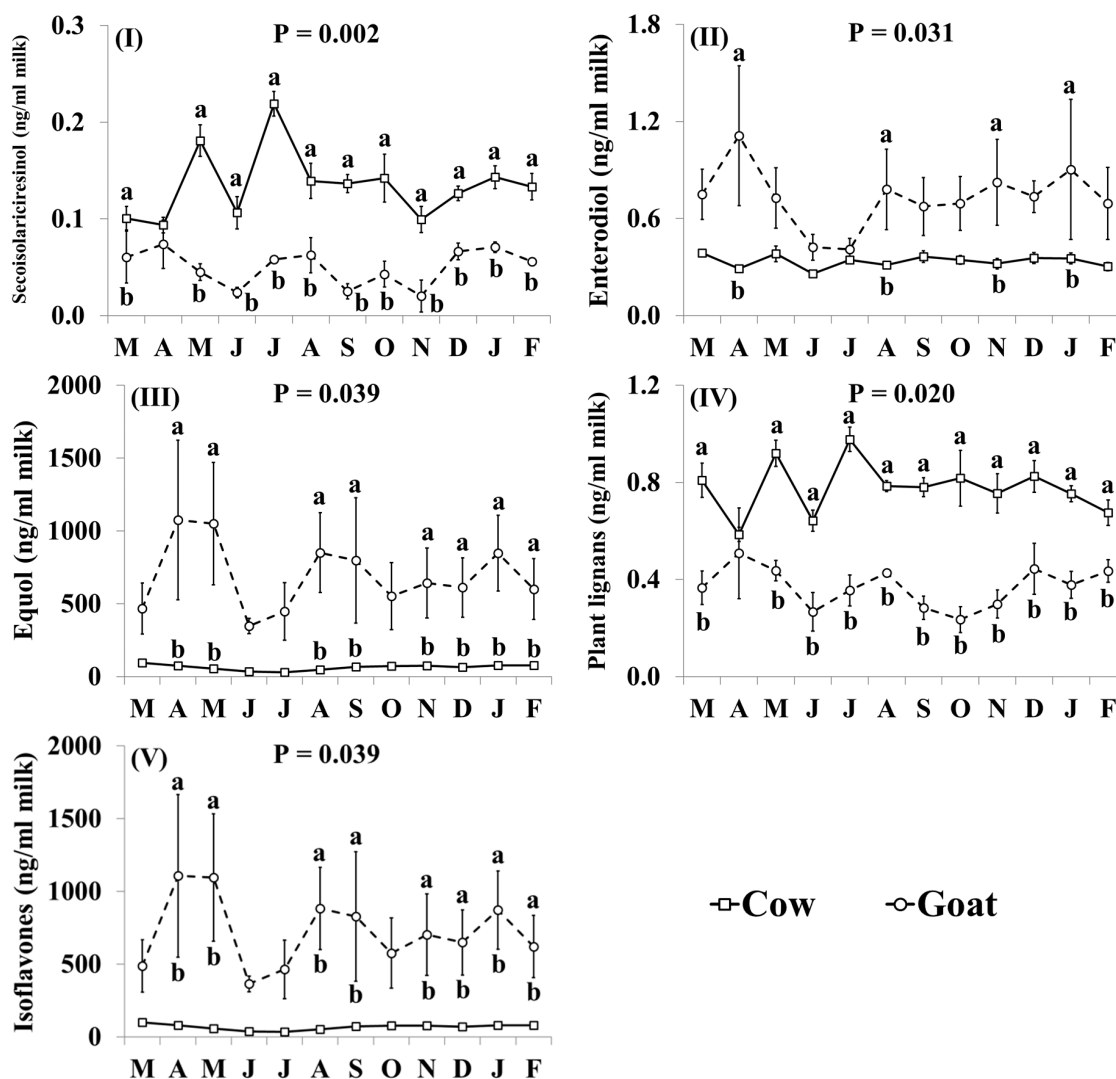 (I) P = 0.002
Secoisolariciresinol (ng/ml milk)
0.3
0.2
0.1
0.0
a a a a a a a a a a a
b b b b b b b b b b b
M A M J J A S O N D J F
(II) P = 0.031
Enterodiol (ng/ml milk)
1.8
1.2
0.6
0.0
a a a a
b b b b
M A M J J A S O N D J F
(III) P = 0.039
Equol (ng/ml milk)
2000
1500
1000
500
0
a a a a a a a a
b b b b b b b b
M A M J J A S O N D J F
(IV) P = 0.020
Plant lignans (ng/ml milk)
1.2
0.8
0.4
0.0
a a a a a a a a a a a
b b b b b b b b b b b
M A M J J A S O N D J F
(V) P = 0.039
Isoflavones (ng/ml milk)
2000
1500
1000
500
0
a a a a a a a a
b b b b b b b b
M A M J J A S O N D J F
Cow Goat